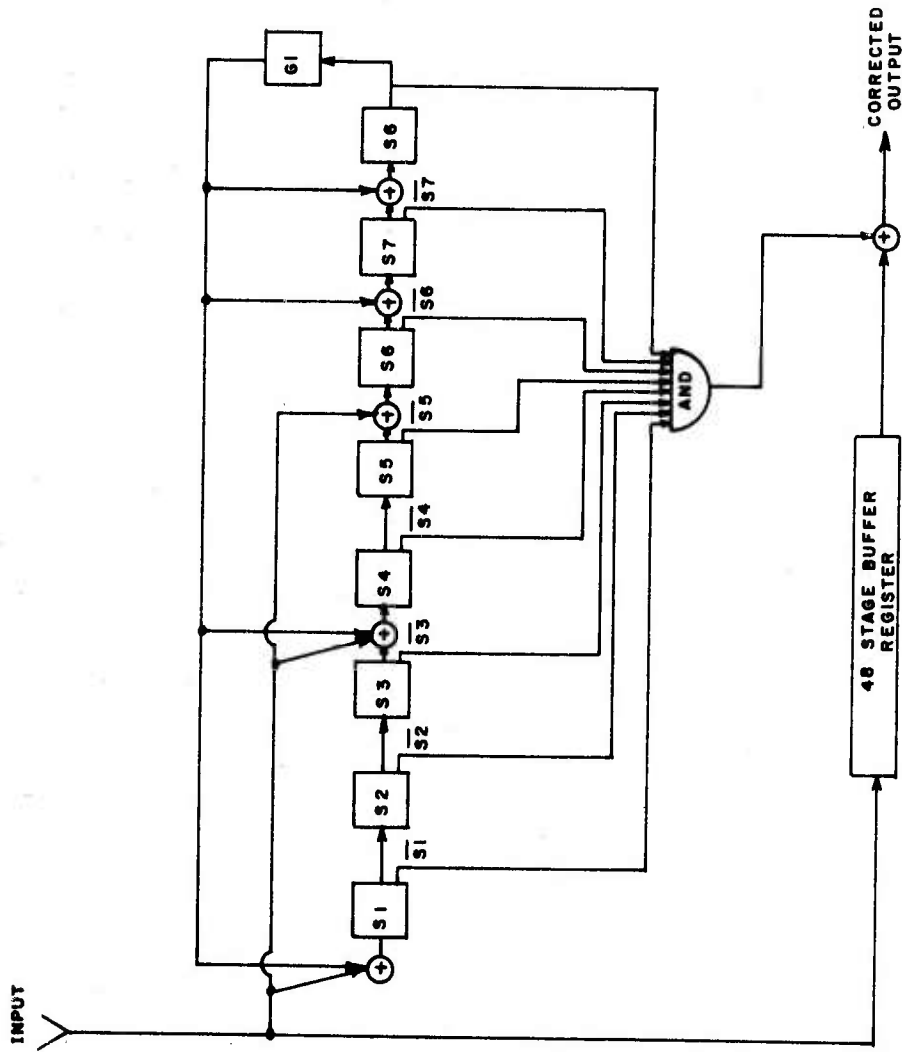 INPUT
G1
S1
S2
S3
S4
S5
S6
S7
S6
S1
S2
S3
S4
S5
S6
S7
AND
48 STAGE BUFFER
REGISTER
CORRECTED
OUTPUT